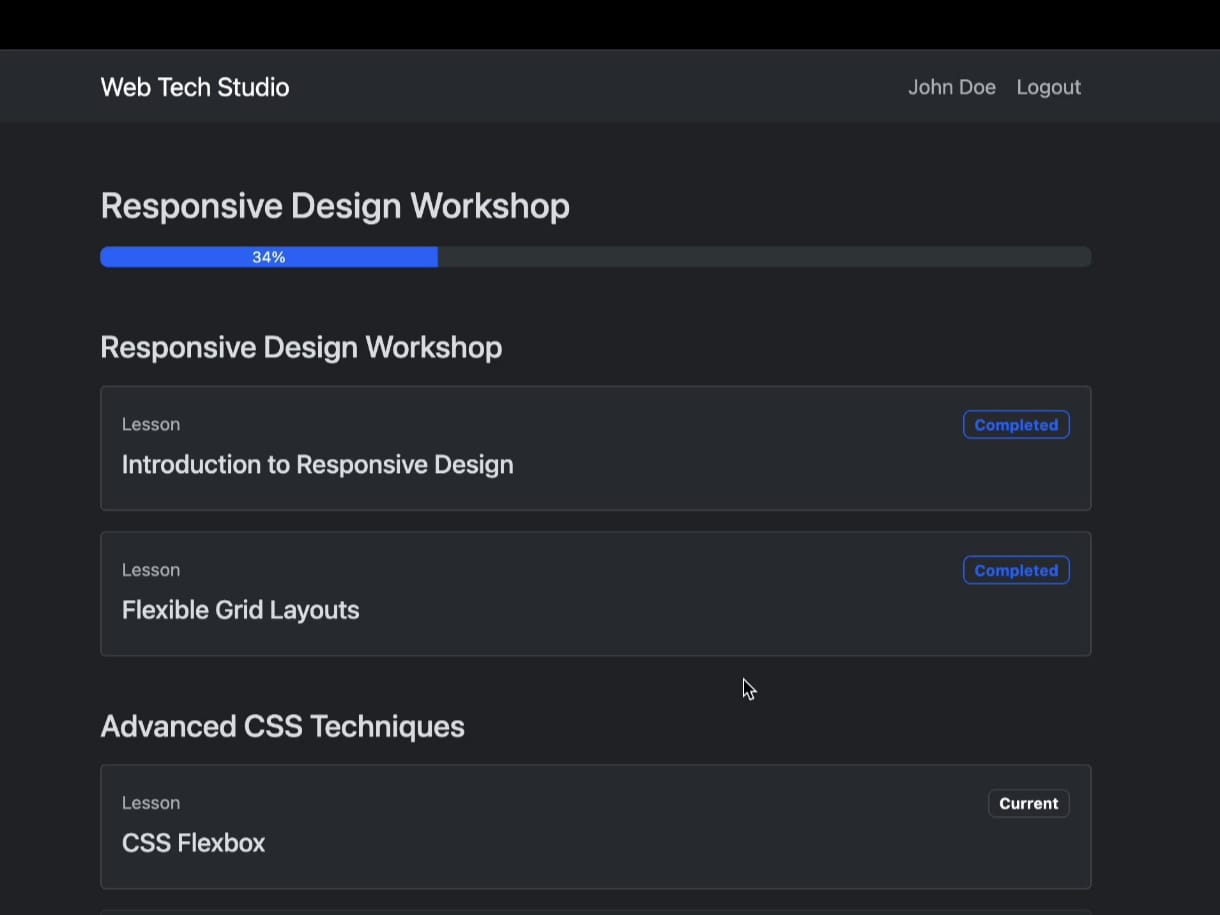 Web Tech Studio
John Doe Logout
Responsive Design Workshop
34%
Responsive Design Workshop
Lesson
Completed
Introduction to Responsive Design
Lesson
Completed
Flexible Grid Layouts
Advanced CSS Techniques
Lesson
Current
CSS Flexbox